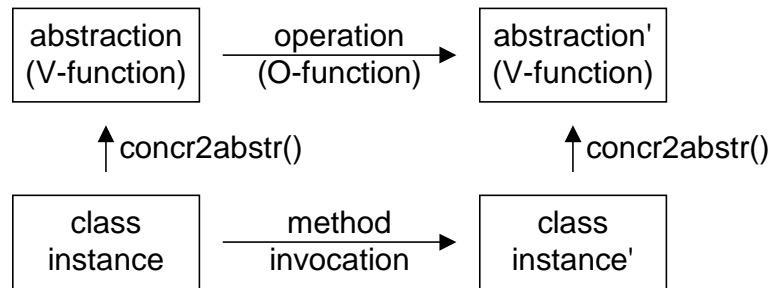 abstraction
(V-function)
operation
(O-function)
abstraction'
(V-function)
concr2abstr()
concr2abstr()
class
instance
method
invocation
class
instance'